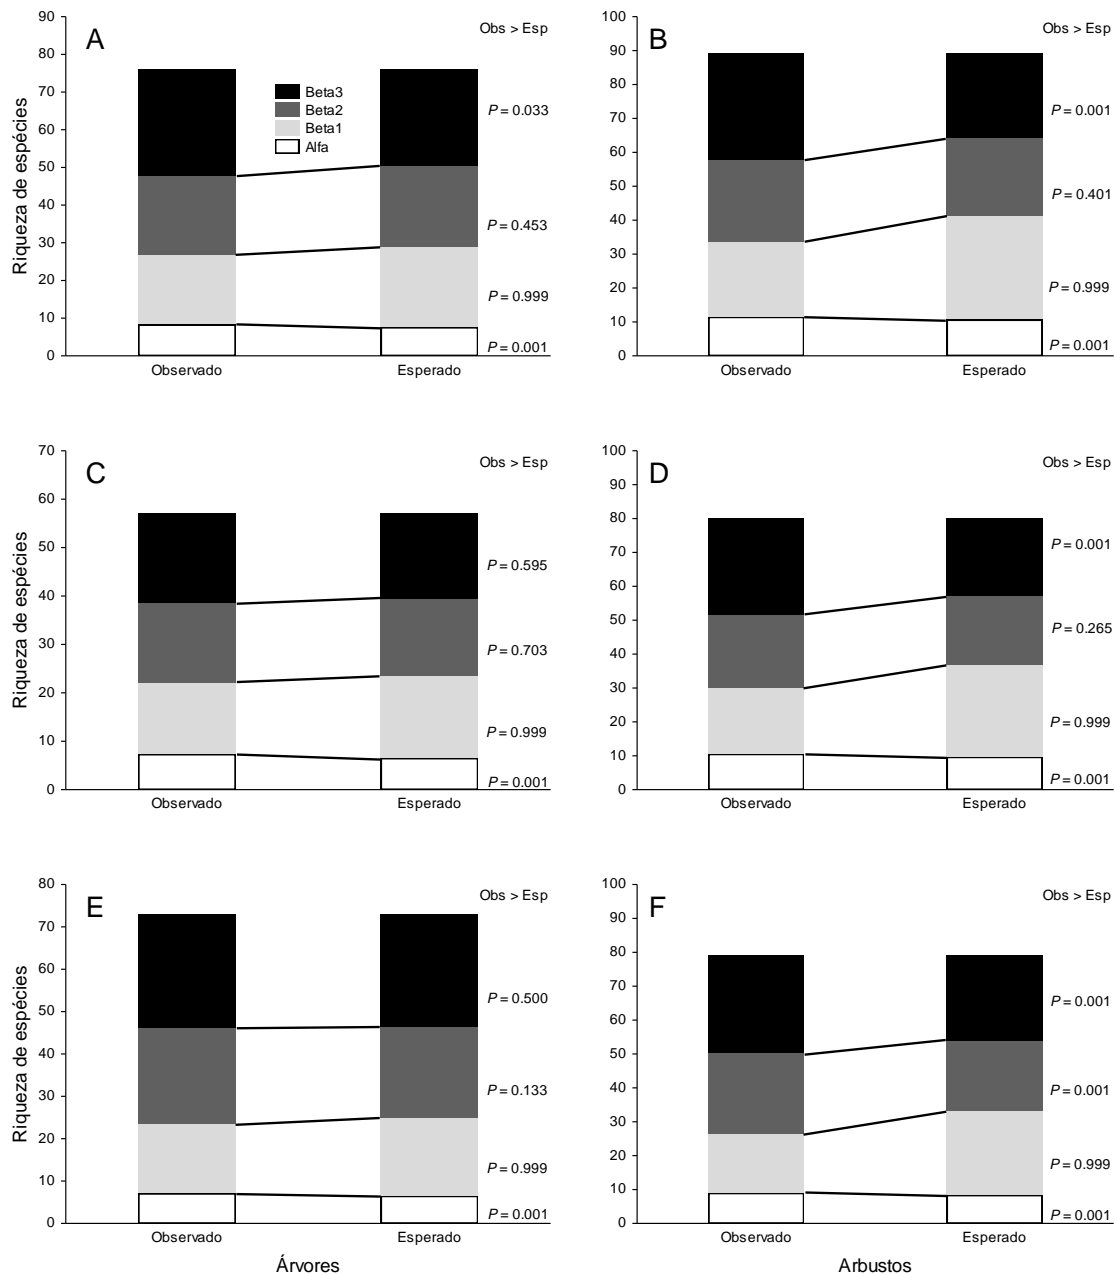 A
Obs > Esp
Riqueza de espécies
90
80
70
60
50
40
30
20
10
0
Beta3
Beta2
Beta1
Alfa
P = 0.033
P = 0.453
P = 0.999
P = 0.001
Observado
Esperado
B
Obs > Esp
100
90
80
70
60
50
40
30
20
10
0
P = 0.001
P = 0.401
P = 0.999
P = 0.001
Observado
Esperado
C
Obs > Esp
Riqueza de espécies
70
60
50
40
30
20
10
0
P = 0.595
P = 0.703
P = 0.999
P = 0.001
Observado
Esperado
D
Obs > Esp
100
90
80
70
60
50
40
30
20
10
0
P = 0.001
P = 0.265
P = 0.999
P = 0.001
Observado
Esperado
E
Obs > Esp
Riqueza de espécies
80
70
60
50
40
30
20
10
0
P = 0.500
P = 0.133
P = 0.999
P = 0.001
Observado
Esperado
Árvores
F
Obs > Esp
100
90
80
70
60
50
40
30
20
10
0
P = 0.001
P = 0.001
P = 0.999
P = 0.001
Observado
Esperado
Arbustos